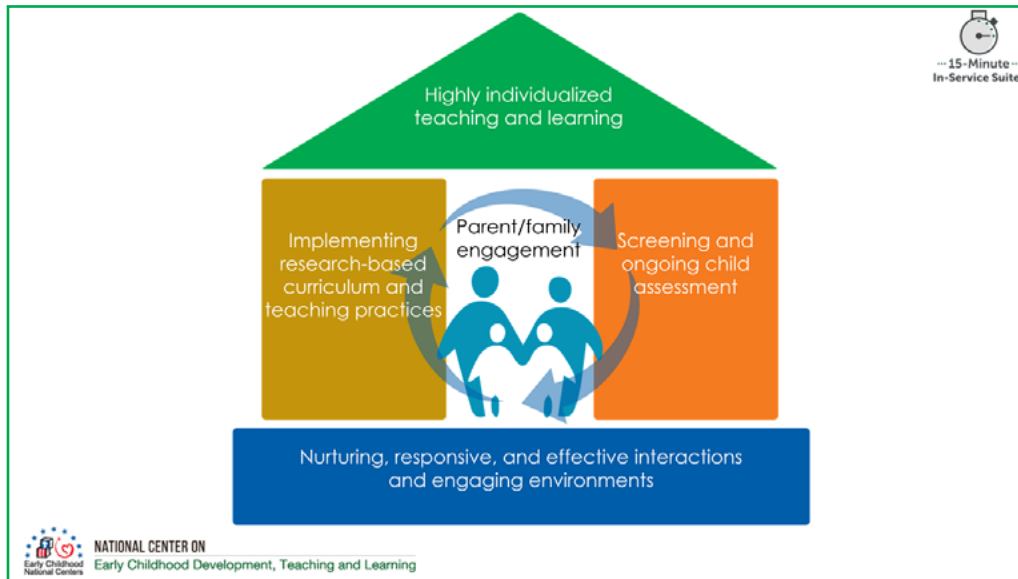 ··· 15-Minute ···
In-Service Suite
Highly individualized
teaching and learning
Parent/family
engagement
Implementing
research-based
curriculum and
teaching practices
Screening and
ongoing child
assessment
Nurturing, responsive, and effective interactions
and engaging environments
Early Childhood
National Centers
NATIONAL CENTER ON
Early Childhood Development, Teaching and Learning